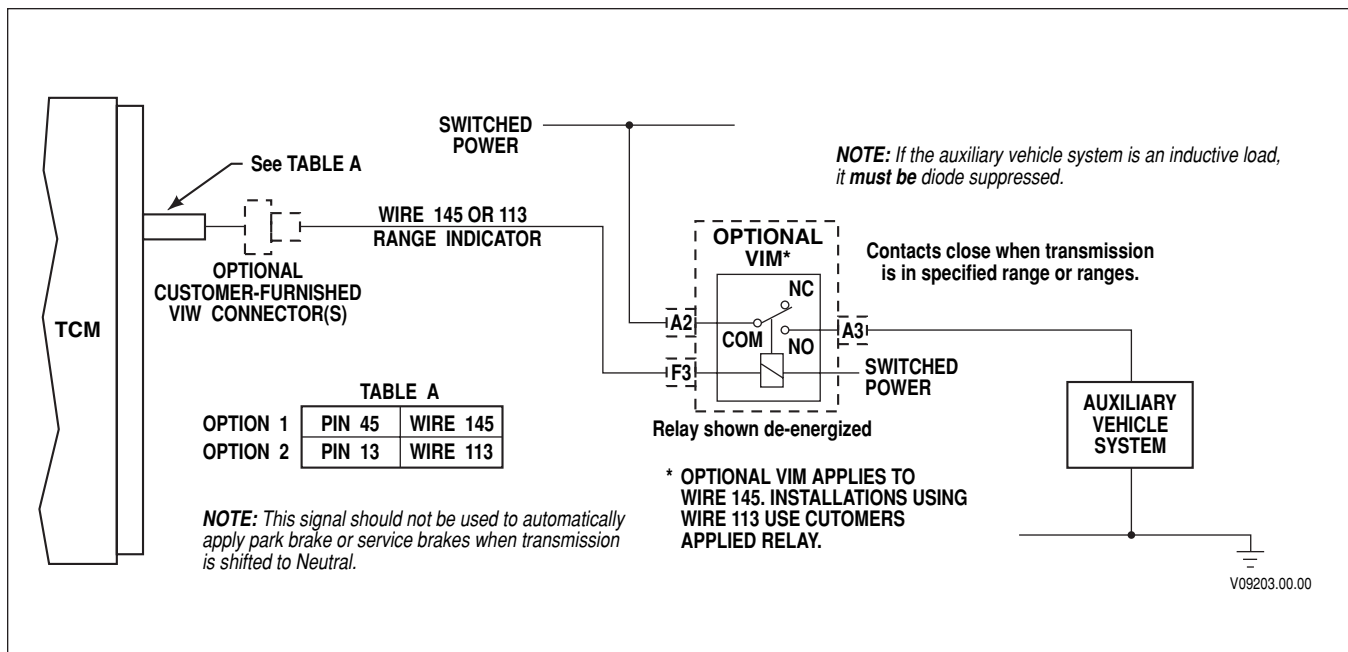 SWITCHED
POWER
NOTE: If the auxiliary vehicle system is an inductive load,
it must be diode suppressed.
See TABLE A
WIRE 145 OR 113
RANGE INDICATOR
OPTIONAL
CUSTOMER-FURNISHED
VIW CONNECTOR(S)
TCM
OPTIONAL
VIM*
Contacts close when transmission
is in specified range or ranges.
NC
A2
COM
NO
A3
F3
SWITCHED
POWER
Relay shown de-energized
AUXILIARY
VEHICLE
SYSTEM
TABLE A
OPTION 1 PIN 45 WIRE 145
OPTION 2 PIN 13 WIRE 113
* OPTIONAL VIM APPLIES TO
WIRE 145. INSTALLATIONS USING
WIRE 113 USE CUTOMERS
APPLIED RELAY.
NOTE: This signal should not be used to automatically
apply park brake or service brakes when transmission
is shifted to Neutral.
V09203.00.00